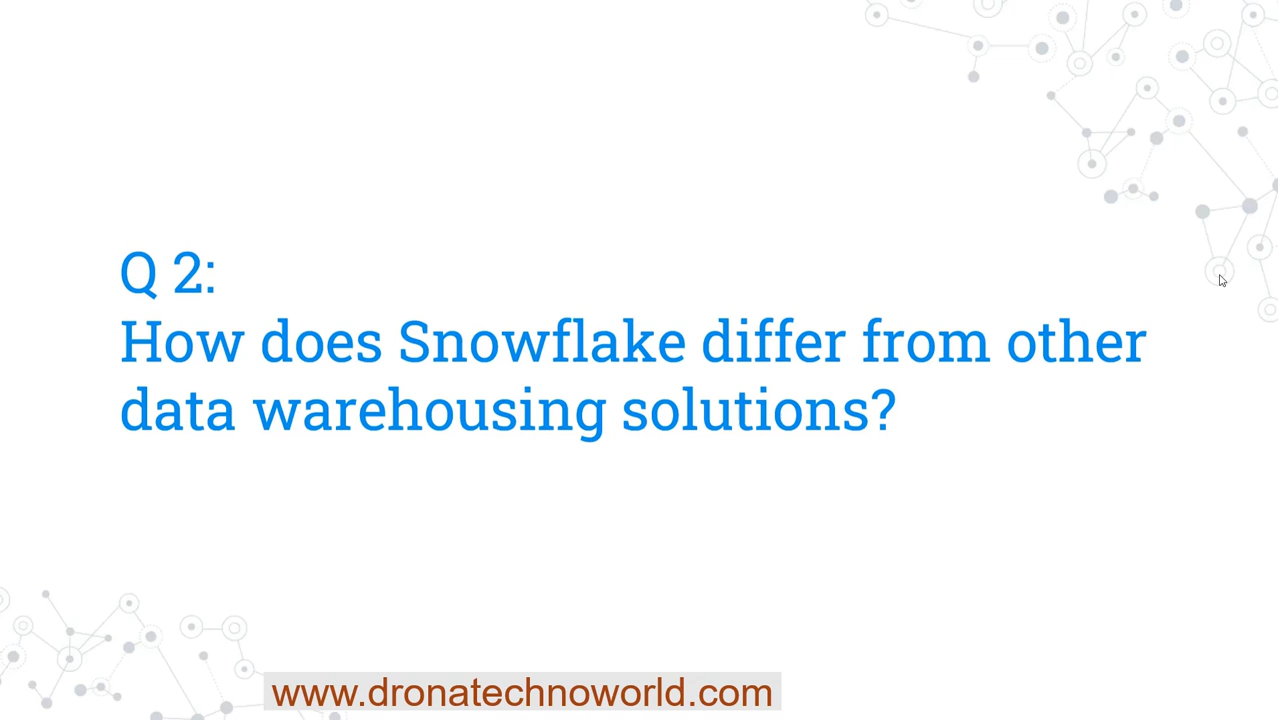 Q 2:
How does Snowflake differ from other
data warehousing solutions?
www.dronatechnoworld.com